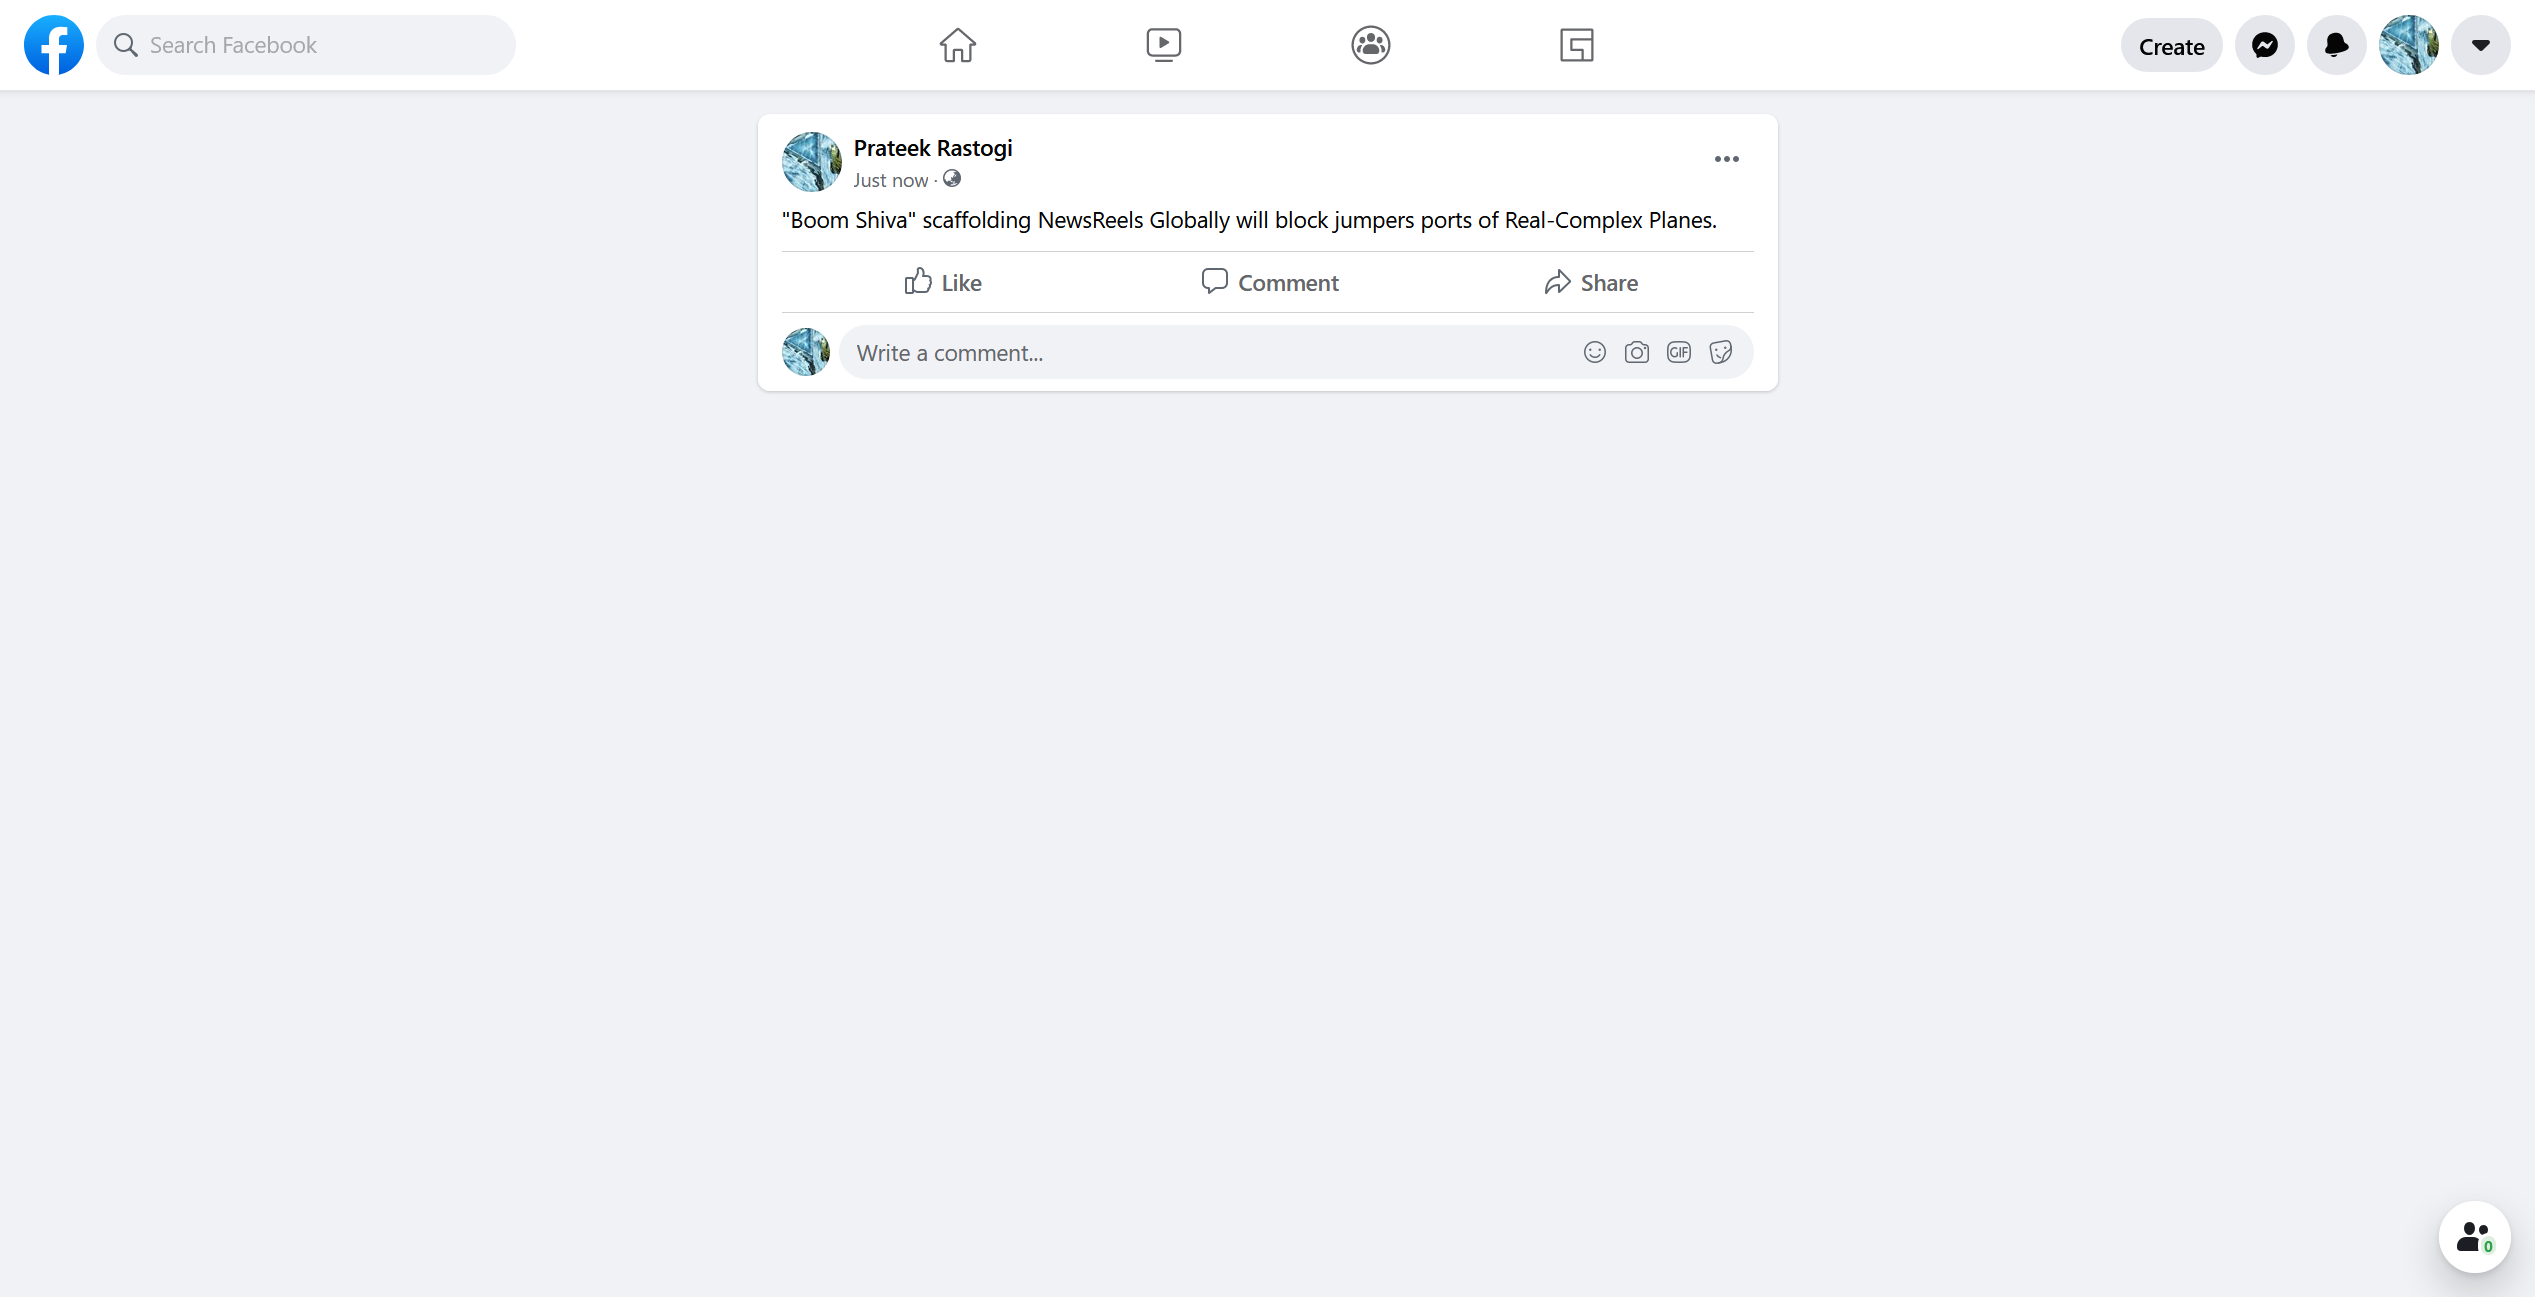 Search Facebook
Create
Prateek Rastogi
Just now ·
"Boom Shiva" scaffolding NewsReels Globally will block jumpers ports of Real-Complex Planes.
Like
Comment
Share
Write a comment...
GIF
0